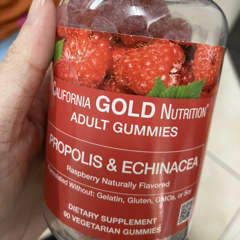 CALIFORNIA GOLD NUTRITION
ADULT GUMMIES
PROPOLIS & ECHINACEA
Raspberry Naturally Flavored
Formulated Without: Gelatin, Gluten, GMOs, or Soy
DIETARY SUPPLEMENT
90 VEGETARIAN GUMMIES